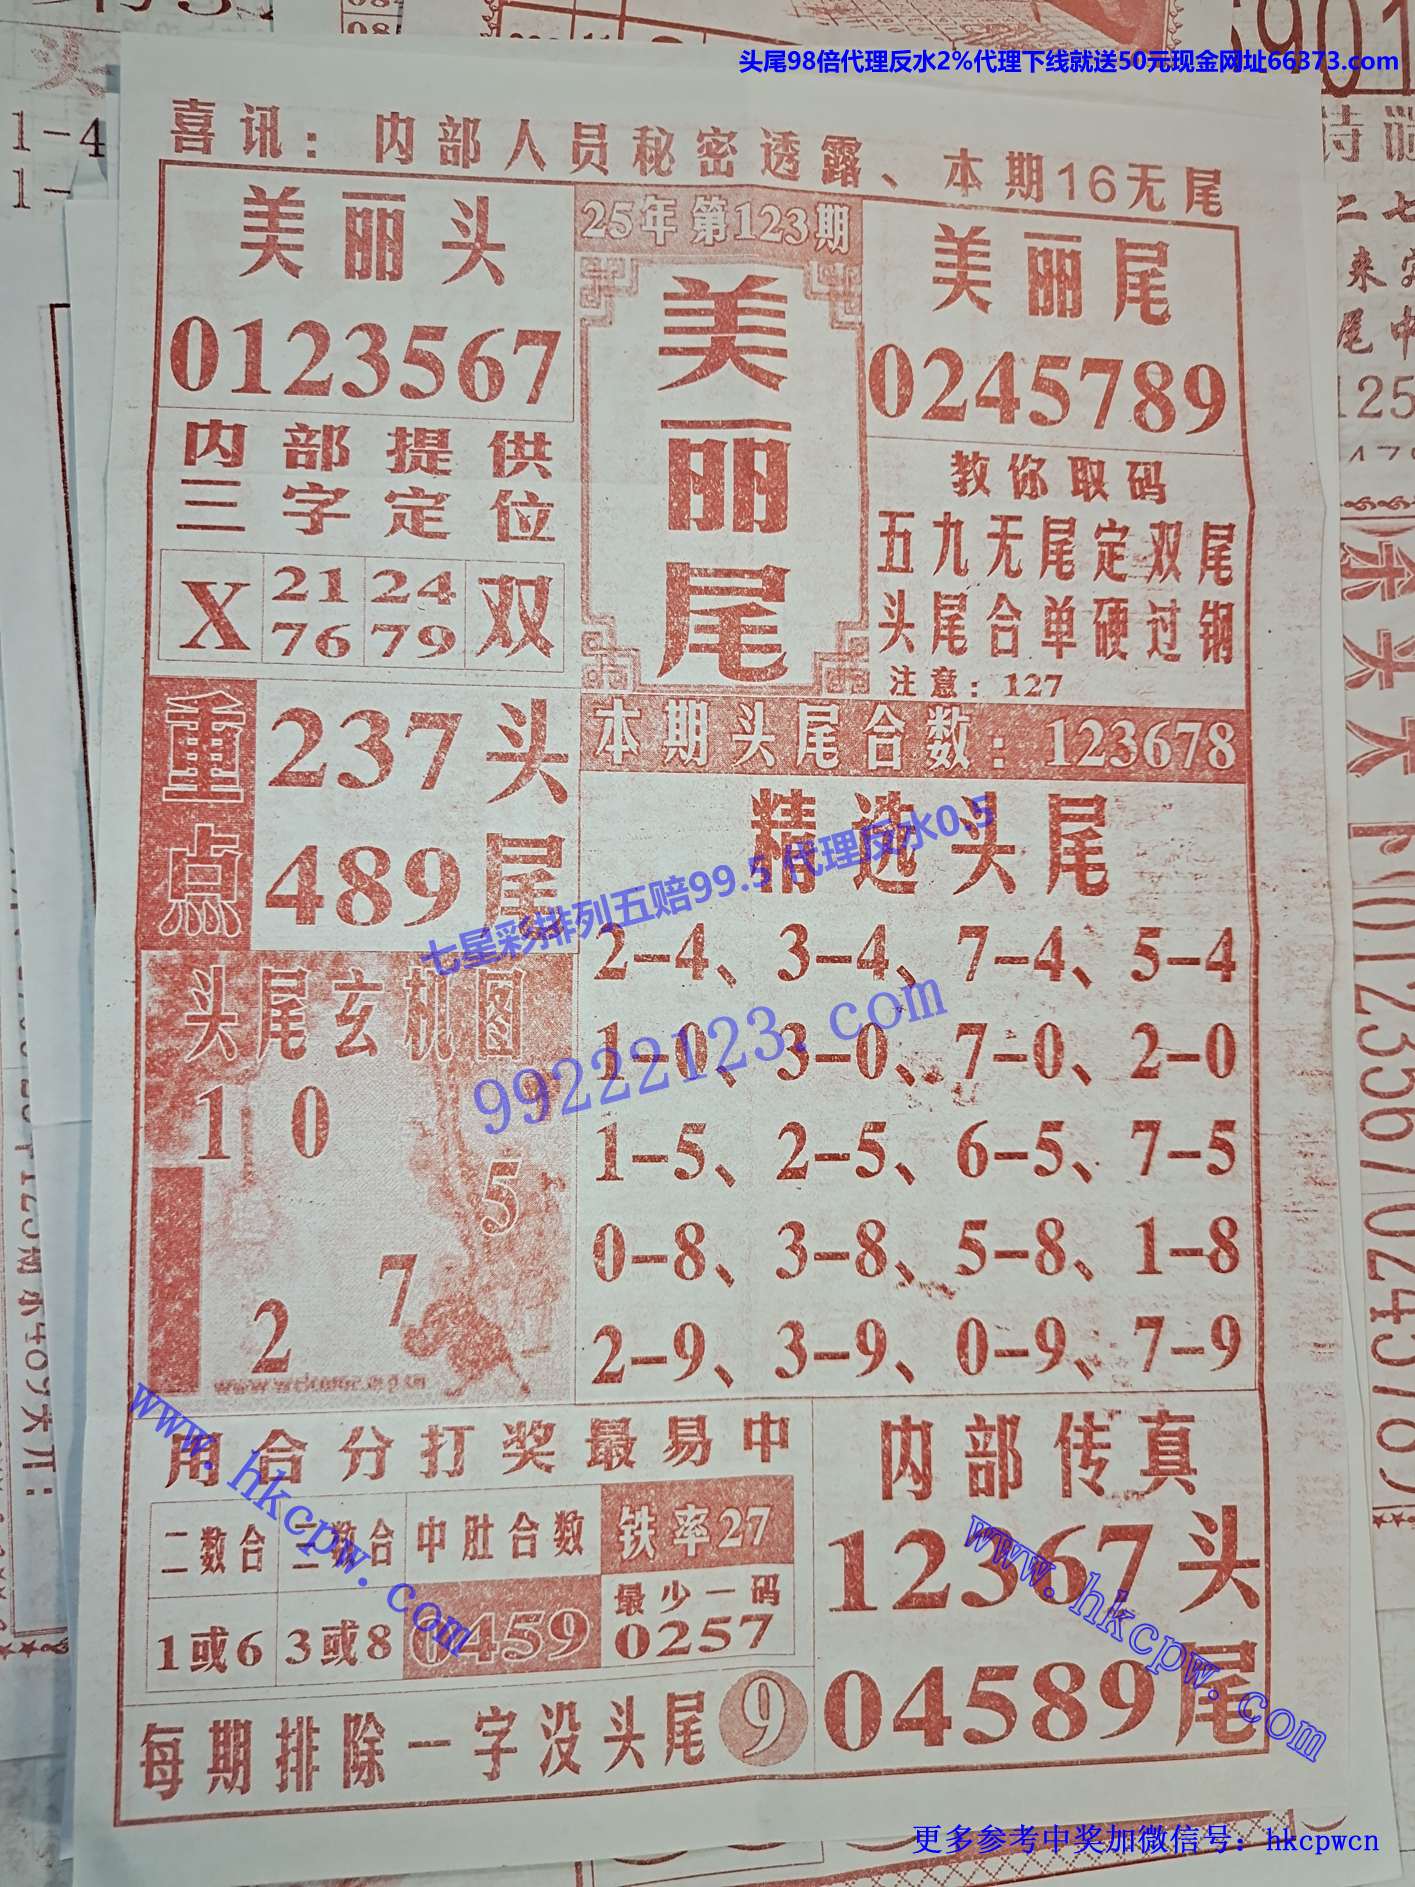 头尾98倍代理反水2%代理下线就送50元现金网址66373.com
喜讯：内部人员秘密透露、本期16无尾
美丽头
0123567
25年第123期
美丽尾
美丽尾
0245789
内部提供
三字定位
X 21 24 双
76 79
教你取码
五九无尾定双尾
头尾合单硬过钢
注意：127
重点
237头
489尾
本期头尾合数：123678
精选头尾
2-4、3-4、7-4、5-4
1-0、3-0、7-0、2-0
1-5、2-5、6-5、7-5
0-8、3-8、5-8、1-8
2-9、3-9、0-9、7-9
七星彩排列五赔99.5代理反水0.5
99222123.com
头尾玄机图
1 0
5
7
2
用合分打奖最易中
二数合 三数合 中肚合数 铁率27
1或6 3或8 0459 最少一码
0257
每期排除一字没头尾 9
内部传真
12367头
04589尾
www.hkcpw.com
www.hkcpw.com
更多参考中奖加微信号：hkcpwcn